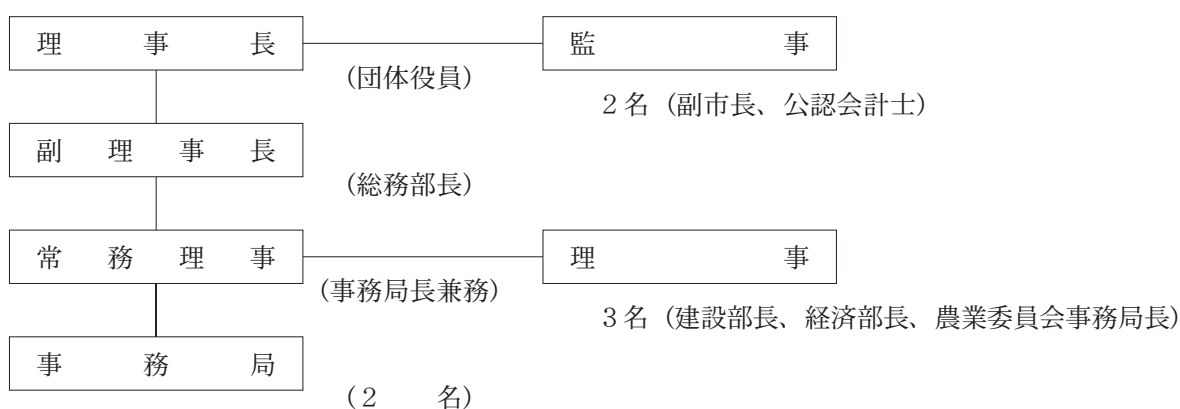 理事長 監事
(団体役員)
2名(副市長、公認会計士)
副理事長
(総務部長)
常務理事 理事
(事務局長兼務)
3名(建設部長、経済部長、農業委員会事務局長)
事務局
(2 名)